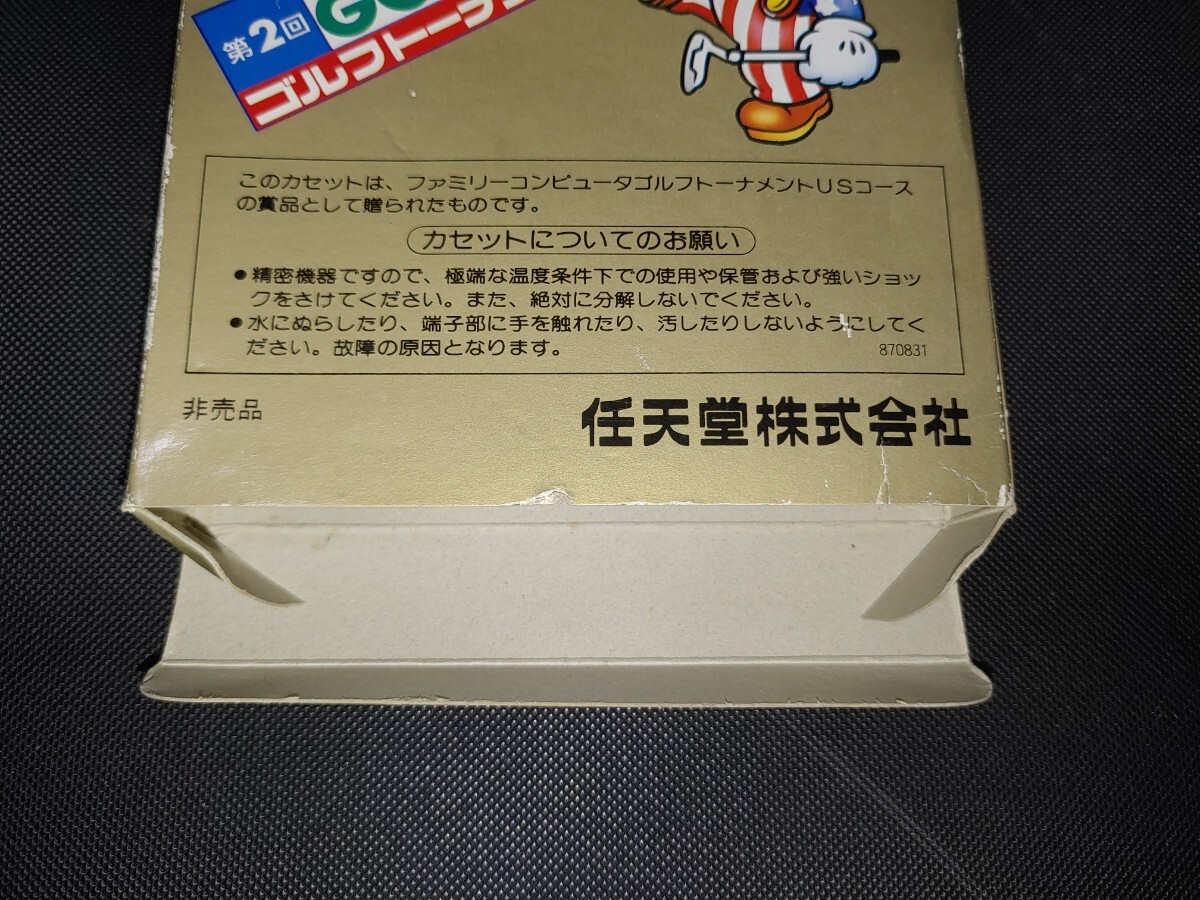 第2回
ゴルフトーナ
このカセットは、ファミリーコンピュータゴルフトーナメントUSコース
の賞品として贈られたものです。
カセットについてのお願い
●精密機器ですので、極端な温度条件下での使用や保管および強いショッ
クをさけてください。また、絶対に分解しないでください。
●水にぬらしたり、端子部に手を触れたり、汚したりしないようにしてく
ださい。故障の原因となります。
870831
非売品
任天堂株式会社